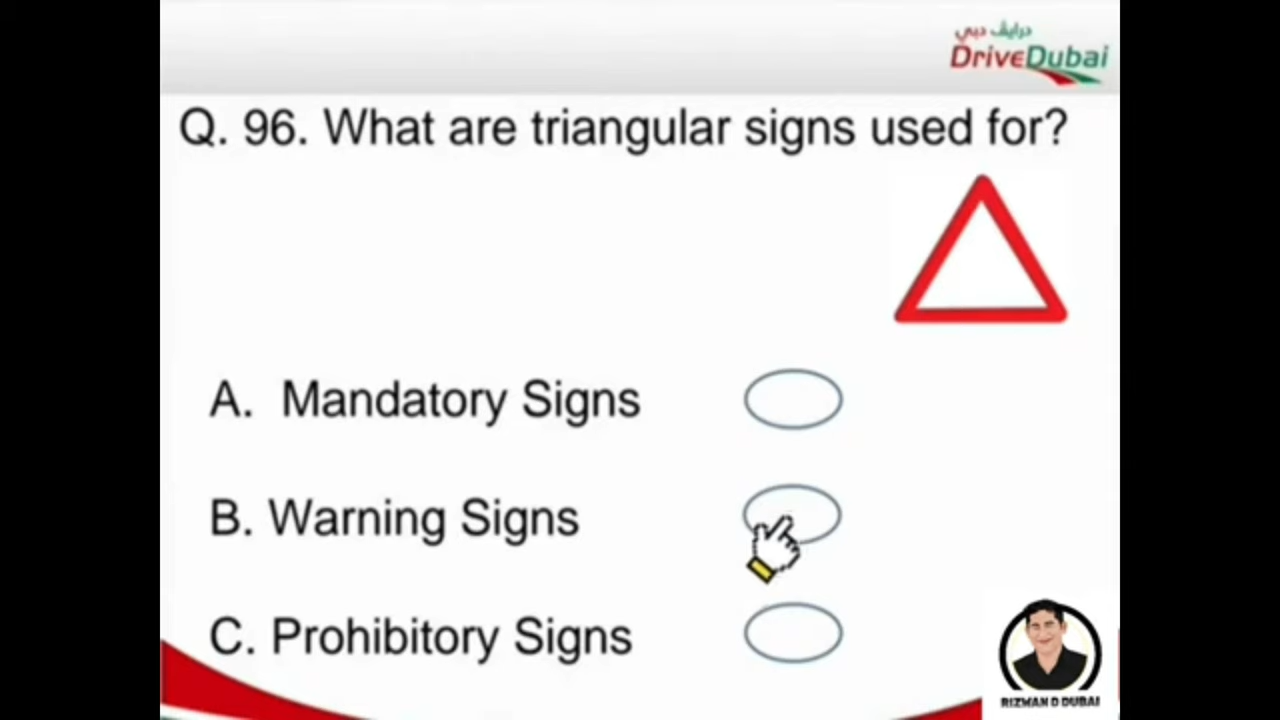 درايف دبي
DriveDubai
Q. 96. What are triangular signs used for?
A. Mandatory Signs
B. Warning Signs
C. Prohibitory Signs
RIZWAN D DUBAI